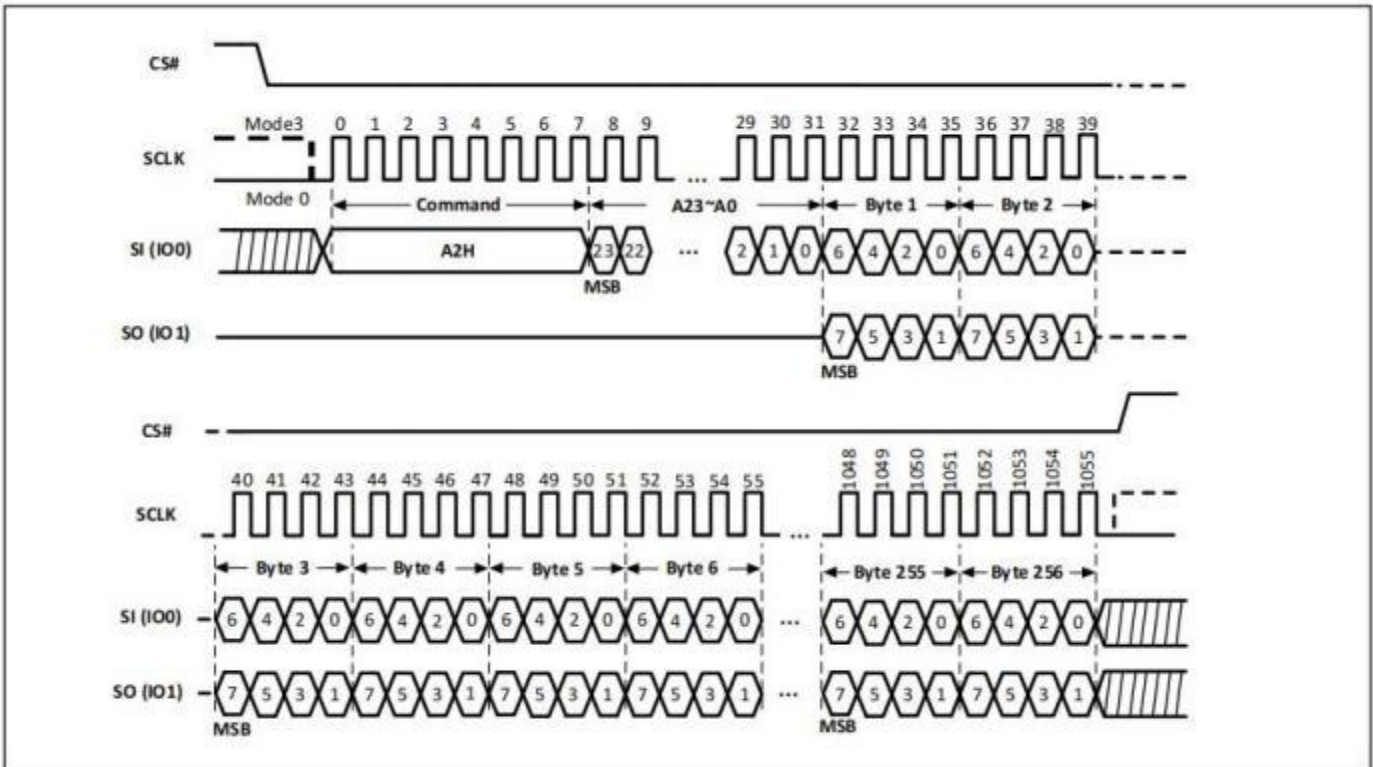 CS#
Mode3 0 1 2 3 4 5 6 7 8 9 29 30 31 32 33 34 35 36 37 38 39
SCLK ...
Mode 0 Command A23~A0 Byte 1 Byte 2
SI (IO0) A2H 23 22 ... 2 1 0 6 4 2 0 6 4 2 0
MSB
SO (IO1) 7 5 3 1 7 5 3 1
MSB
CS#
40 41 42 43 44 45 46 47 48 49 50 51 52 53 54 55 1048 1049 1050 1051 1052 1053 1054 1055
SCLK ...
Byte 3 Byte 4 Byte 5 Byte 6 Byte 255 Byte 256
SI (IO0) 6 4 2 0 6 4 2 0 6 4 2 0 6 4 2 0 ... 6 4 2 0 6 4 2 0
SO (IO1) 7 5 3 1 7 5 3 1 7 5 3 1 7 5 3 1 ... 7 5 3 1 7 5 3 1
MSB MSB